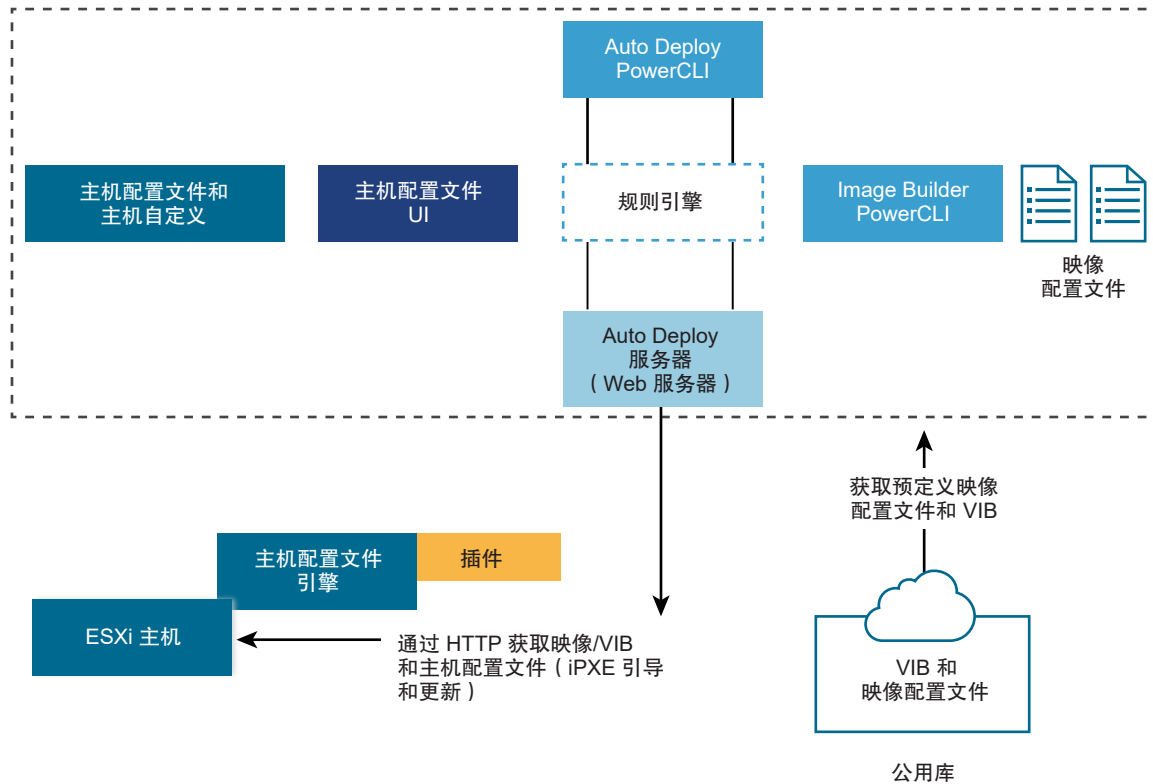 Auto Deploy
PowerCLI
主机配置文件和
主机自定义
主机配置文件
UI
规则引擎
Image Builder
PowerCLI
映像
配置文件
Auto Deploy
服务器
（ Web 服务器 ）
获取预定义映像
配置文件和 VIB
主机配置文件
引擎
插件
ESXi 主机
通过 HTTP 获取映像/VIB
和主机配置文件（ iPXE 引导
和更新 ）
VIB 和
映像配置文件
公用库